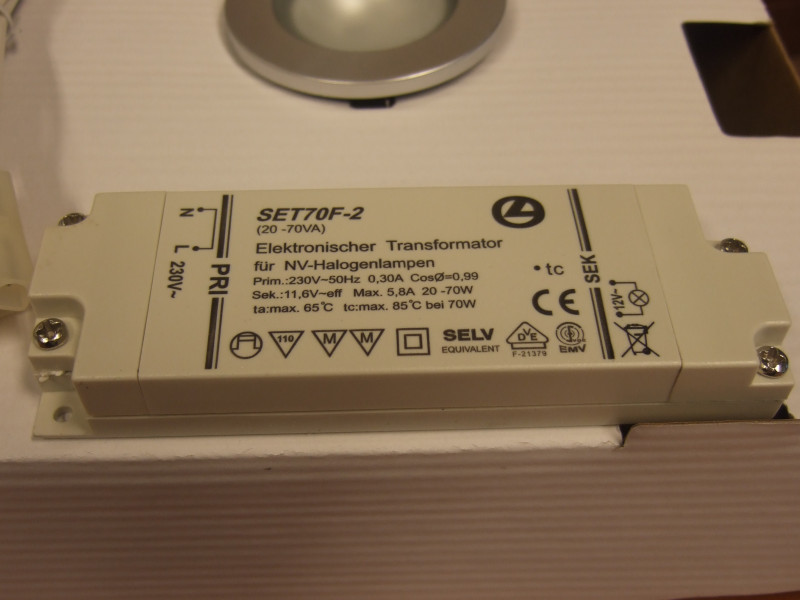 SET70F-2
(20 -70VA)
Elektronischer Transformator
für NV-Halogenlampen
Prim.:230V~50Hz 0,30A CosØ=0,99
Sek.:11,6V~eff Max. 5,8A 20 -70W
ta:max. 65℃ tc:max. 85℃ bei 70W
110
M
M
SELV
EQUIVALENT
DVE
F-21379
EMV
N
L
230V~
PRI
• tc
CE
SEK
12V~